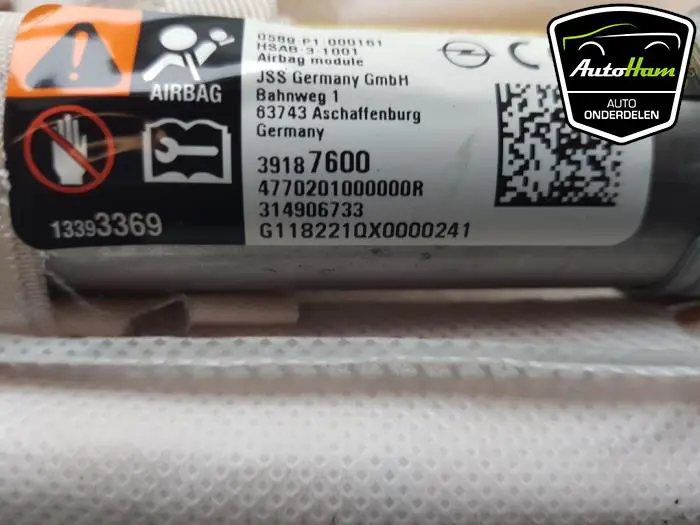 0589 P1 000161
HSAB-3-1001
Airbag module
JSS Germany GmbH
Bahnweg 1
63743 Aschaffenburg
Germany
39187600
4770201000000R
314906733
G118221QX0000241
AIRBAG
13393369
AutoHam
AUTO
ONDERDELEN